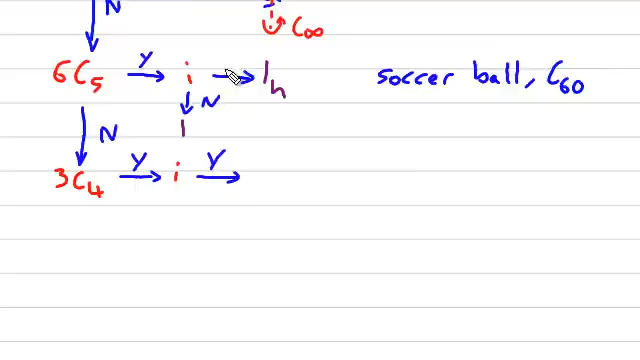 N
C∞
6C₅ Y i Iₕ soccer ball, C₆₀
N
I
N
3C₄ Y i Y